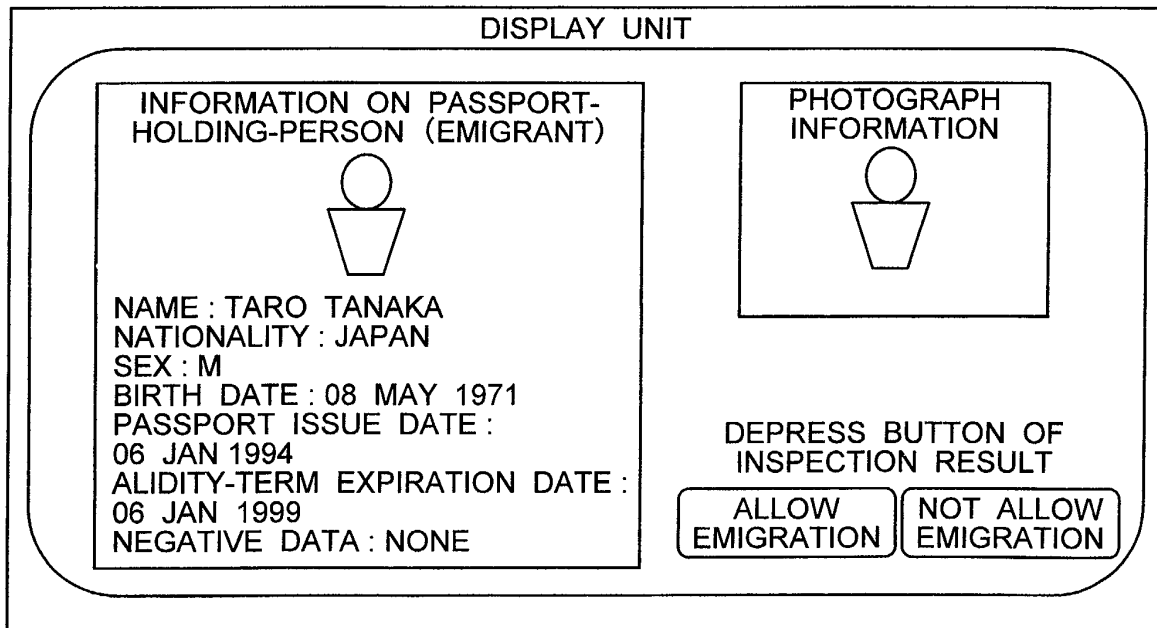 DISPLAY UNIT
INFORMATION ON PASSPORT-
HOLDING-PERSON (EMIGRANT)
NAME : TARO TANAKA
NATIONALITY : JAPAN
SEX : M
BIRTH DATE : 08 MAY 1971
PASSPORT ISSUE DATE :
06 JAN 1994
ALIDITY-TERM EXPIRATION DATE :
06 JAN 1999
NEGATIVE DATA : NONE
PHOTOGRAPH
INFORMATION
DEPRESS BUTTON OF
INSPECTION RESULT
ALLOW
EMIGRATION
NOT ALLOW
EMIGRATION